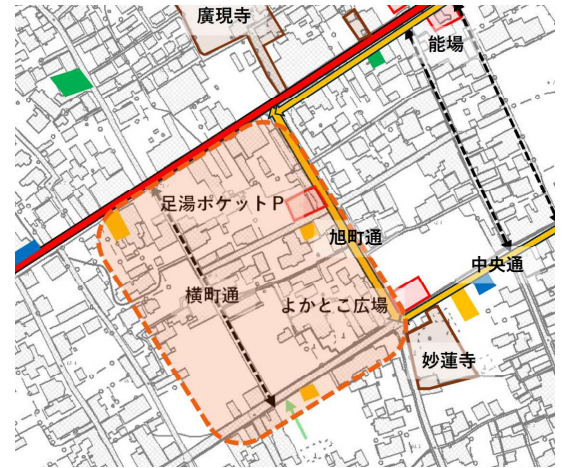 廣現寺
能場
足湯ポケットP
旭町通
中央通
横町通
よかとこ広場
妙蓮寺